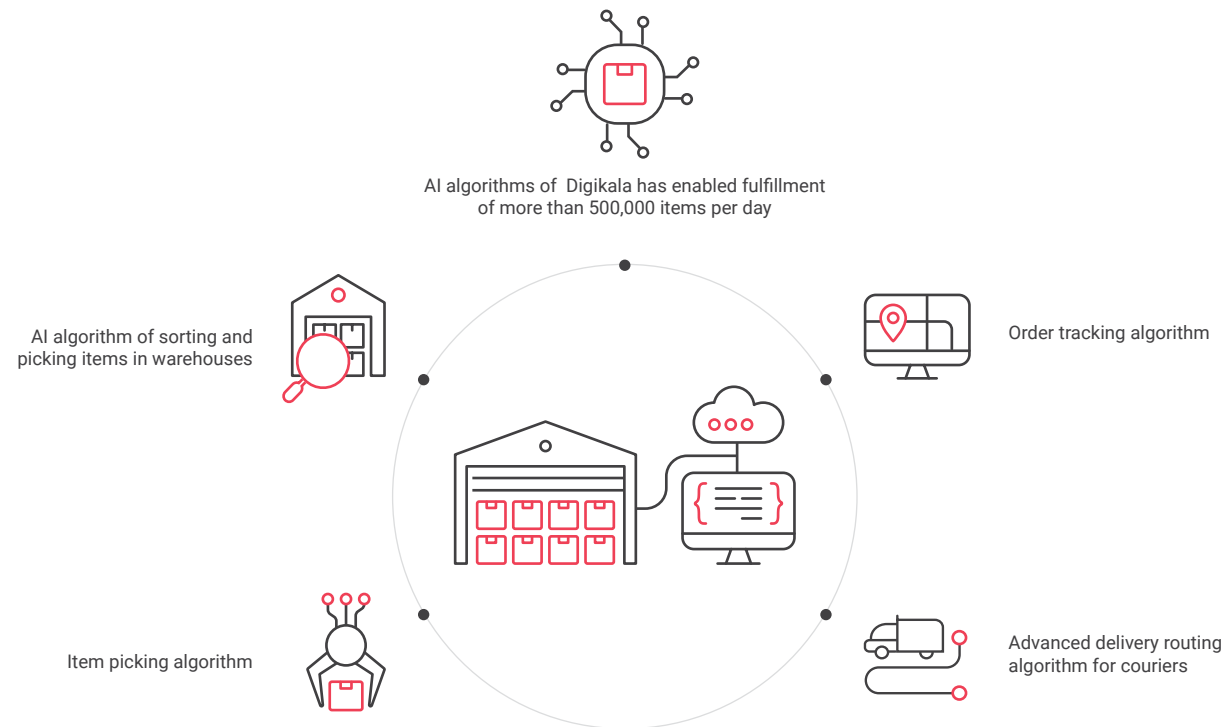 AI algorithms of Digikala has enabled fulfillment
of more than 500,000 items per day
AI algorithm of sorting and
picking items in warehouses
Order tracking algorithm
Item picking algorithm
Advanced delivery routing
algorithm for couriers